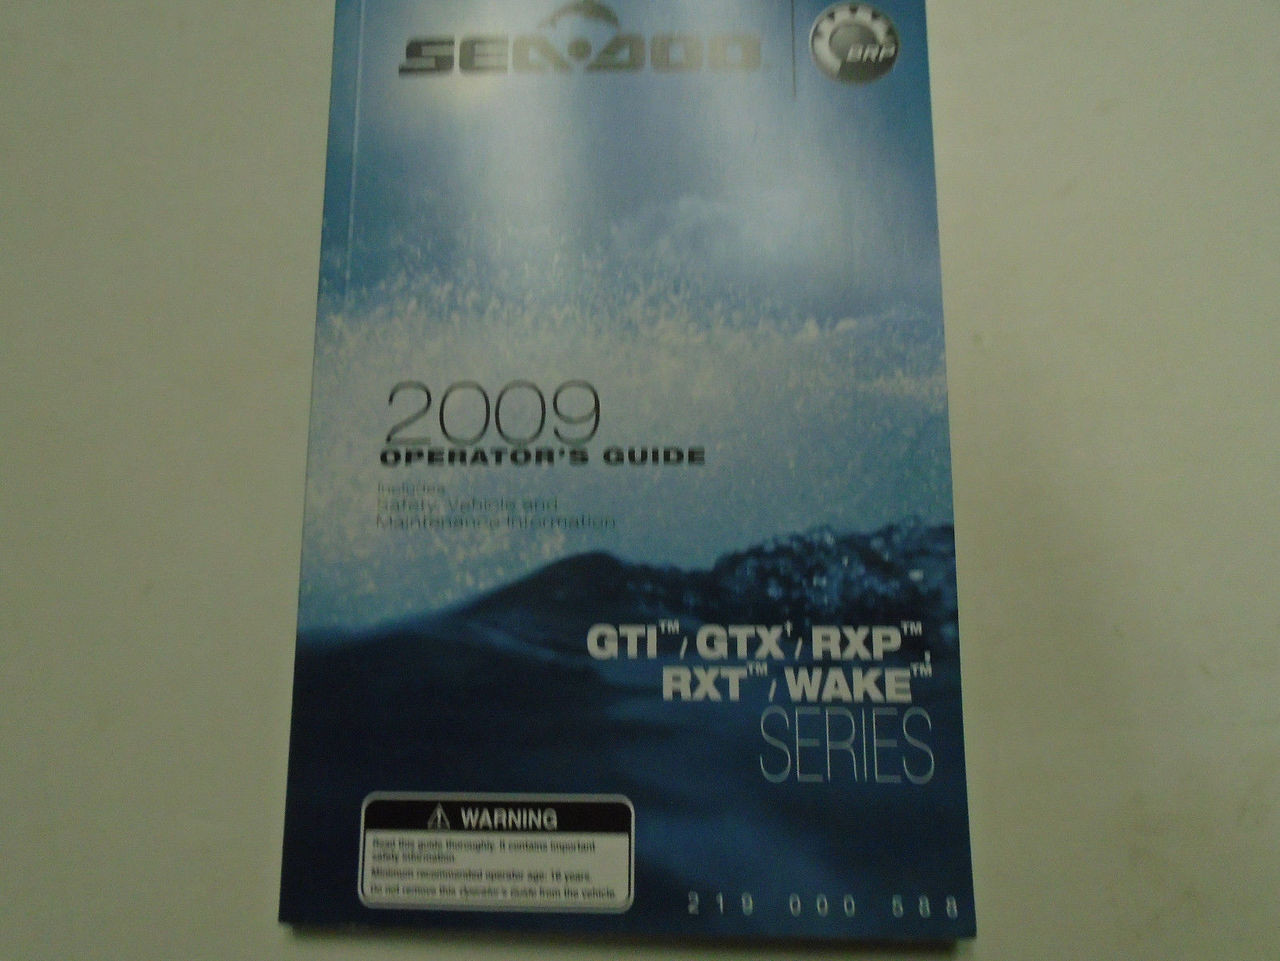 SEA-DOO
BRP
2009
OPERATOR'S GUIDE
Includes
Safety, Vehicle and
Maintenance Information
GTI™/GTX†/RXP™,
RXT™/WAKE™
SERIES
⚠ WARNING
Read this guide thoroughly. It contains important
safety information.
Minimum recommended operator age: 16 years.
Do not remove this Operator's Guide from the vehicle.
219 000 588